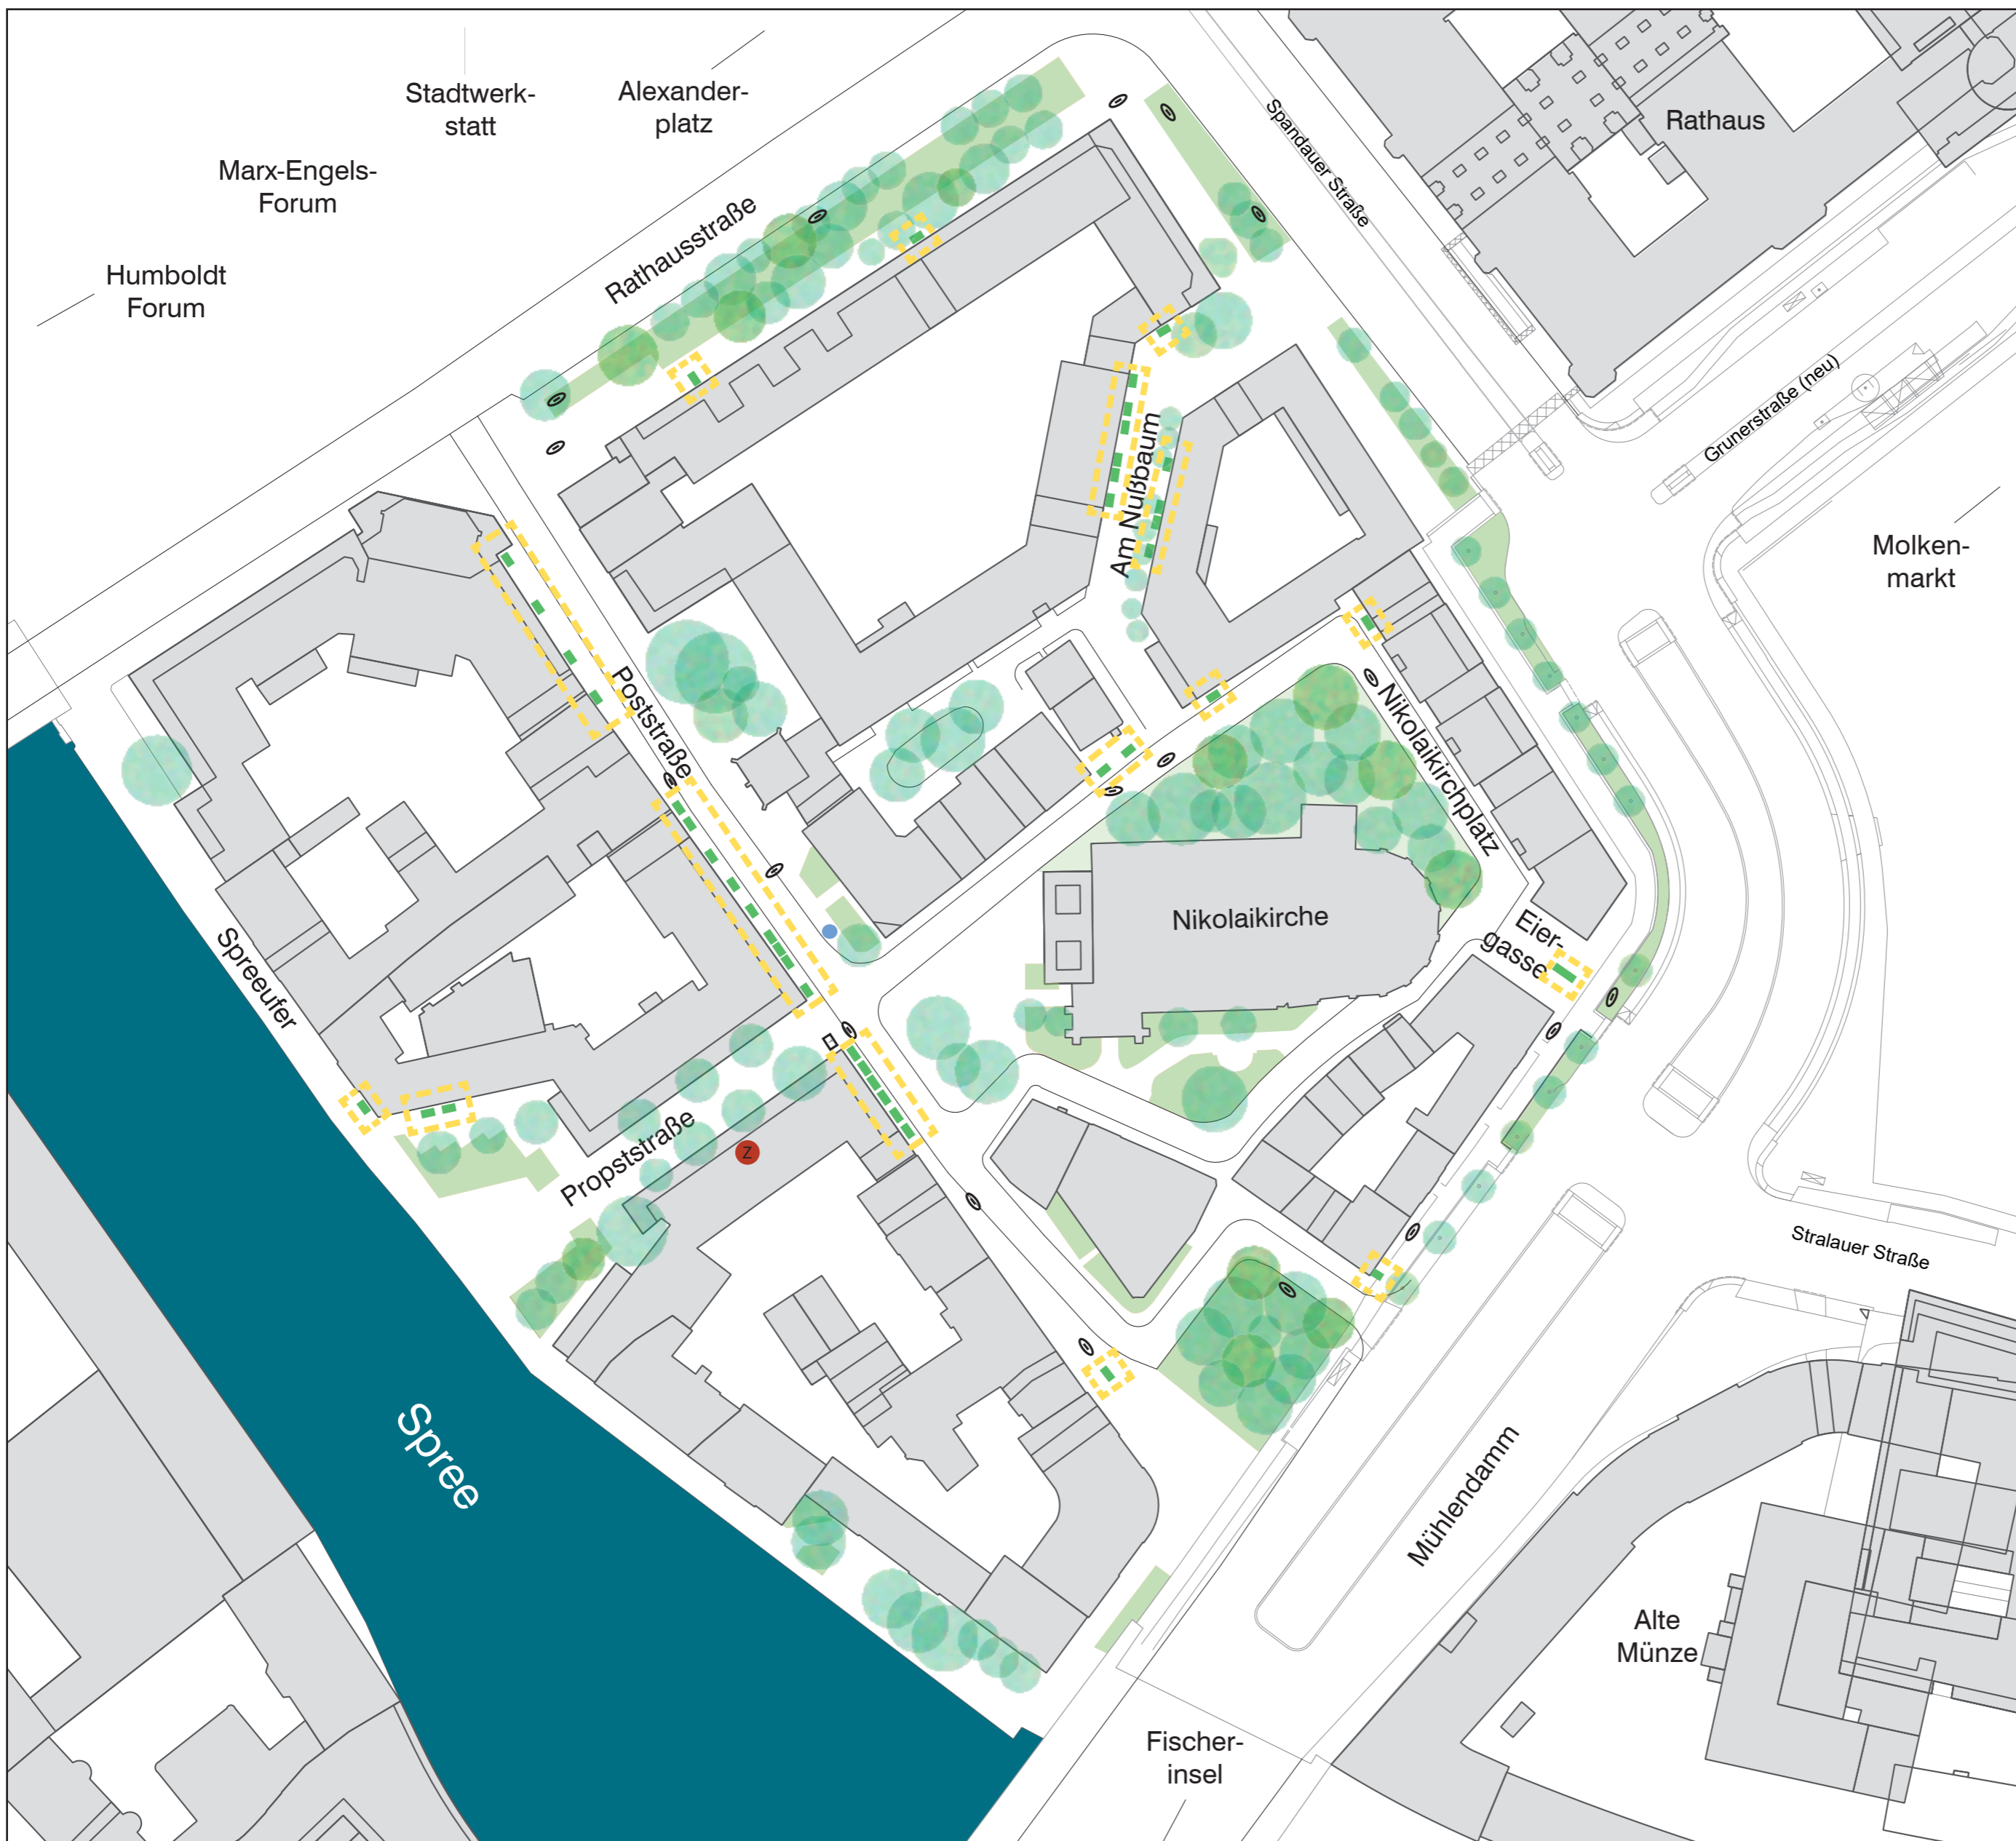 Stadtwerk-
statt
Alexander-
platz
Rathaus
Spandauer Straße
Marx-Engels-
Forum
Rathausstraße
Humboldt
Forum
Grunerstraße (neu)
Am Nußbaum
Molken-
markt
Poststraße
Nikolaikirchplatz
Nikolaikirche
Eier-
gasse
Spreeufer
Propststraße
Z
Stralauer Straße
Spree
Mühlendamm
Alte
Münze
Fischer-
insel